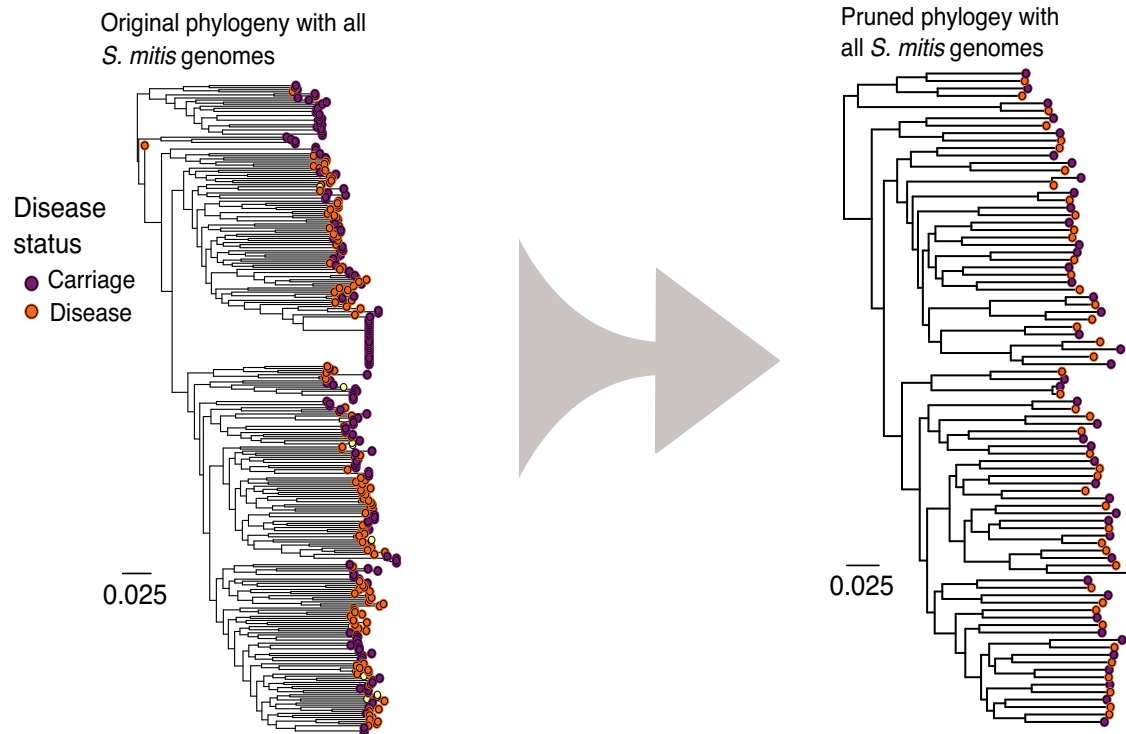 Original phylogeny with all
S. mitis genomes
Pruned phylogey with
all S. mitis genomes
Disease
status
Carriage
Disease
0.025
0.025